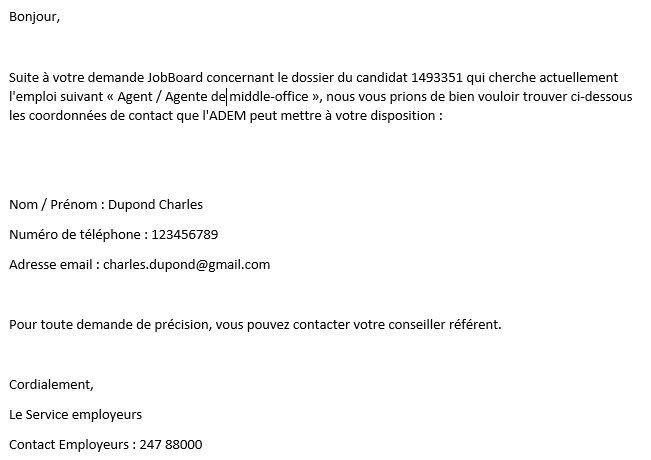 Bonjour,
Suite à votre demande JobBoard concernant le dossier du candidat 1493351 qui cherche actuellement
l'emploi suivant « Agent / Agente de middle-office », nous vous prions de bien vouloir trouver ci-dessous
les coordonnées de contact que l'ADEM peut mettre à votre disposition :
Nom / Prénom : Dupond Charles
Numéro de téléphone : 123456789
Adresse email : charles.dupond@gmail.com
Pour toute demande de précision, vous pouvez contacter votre conseiller référent.
Cordialement,
Le Service employeurs
Contact Employeurs : 247 88000